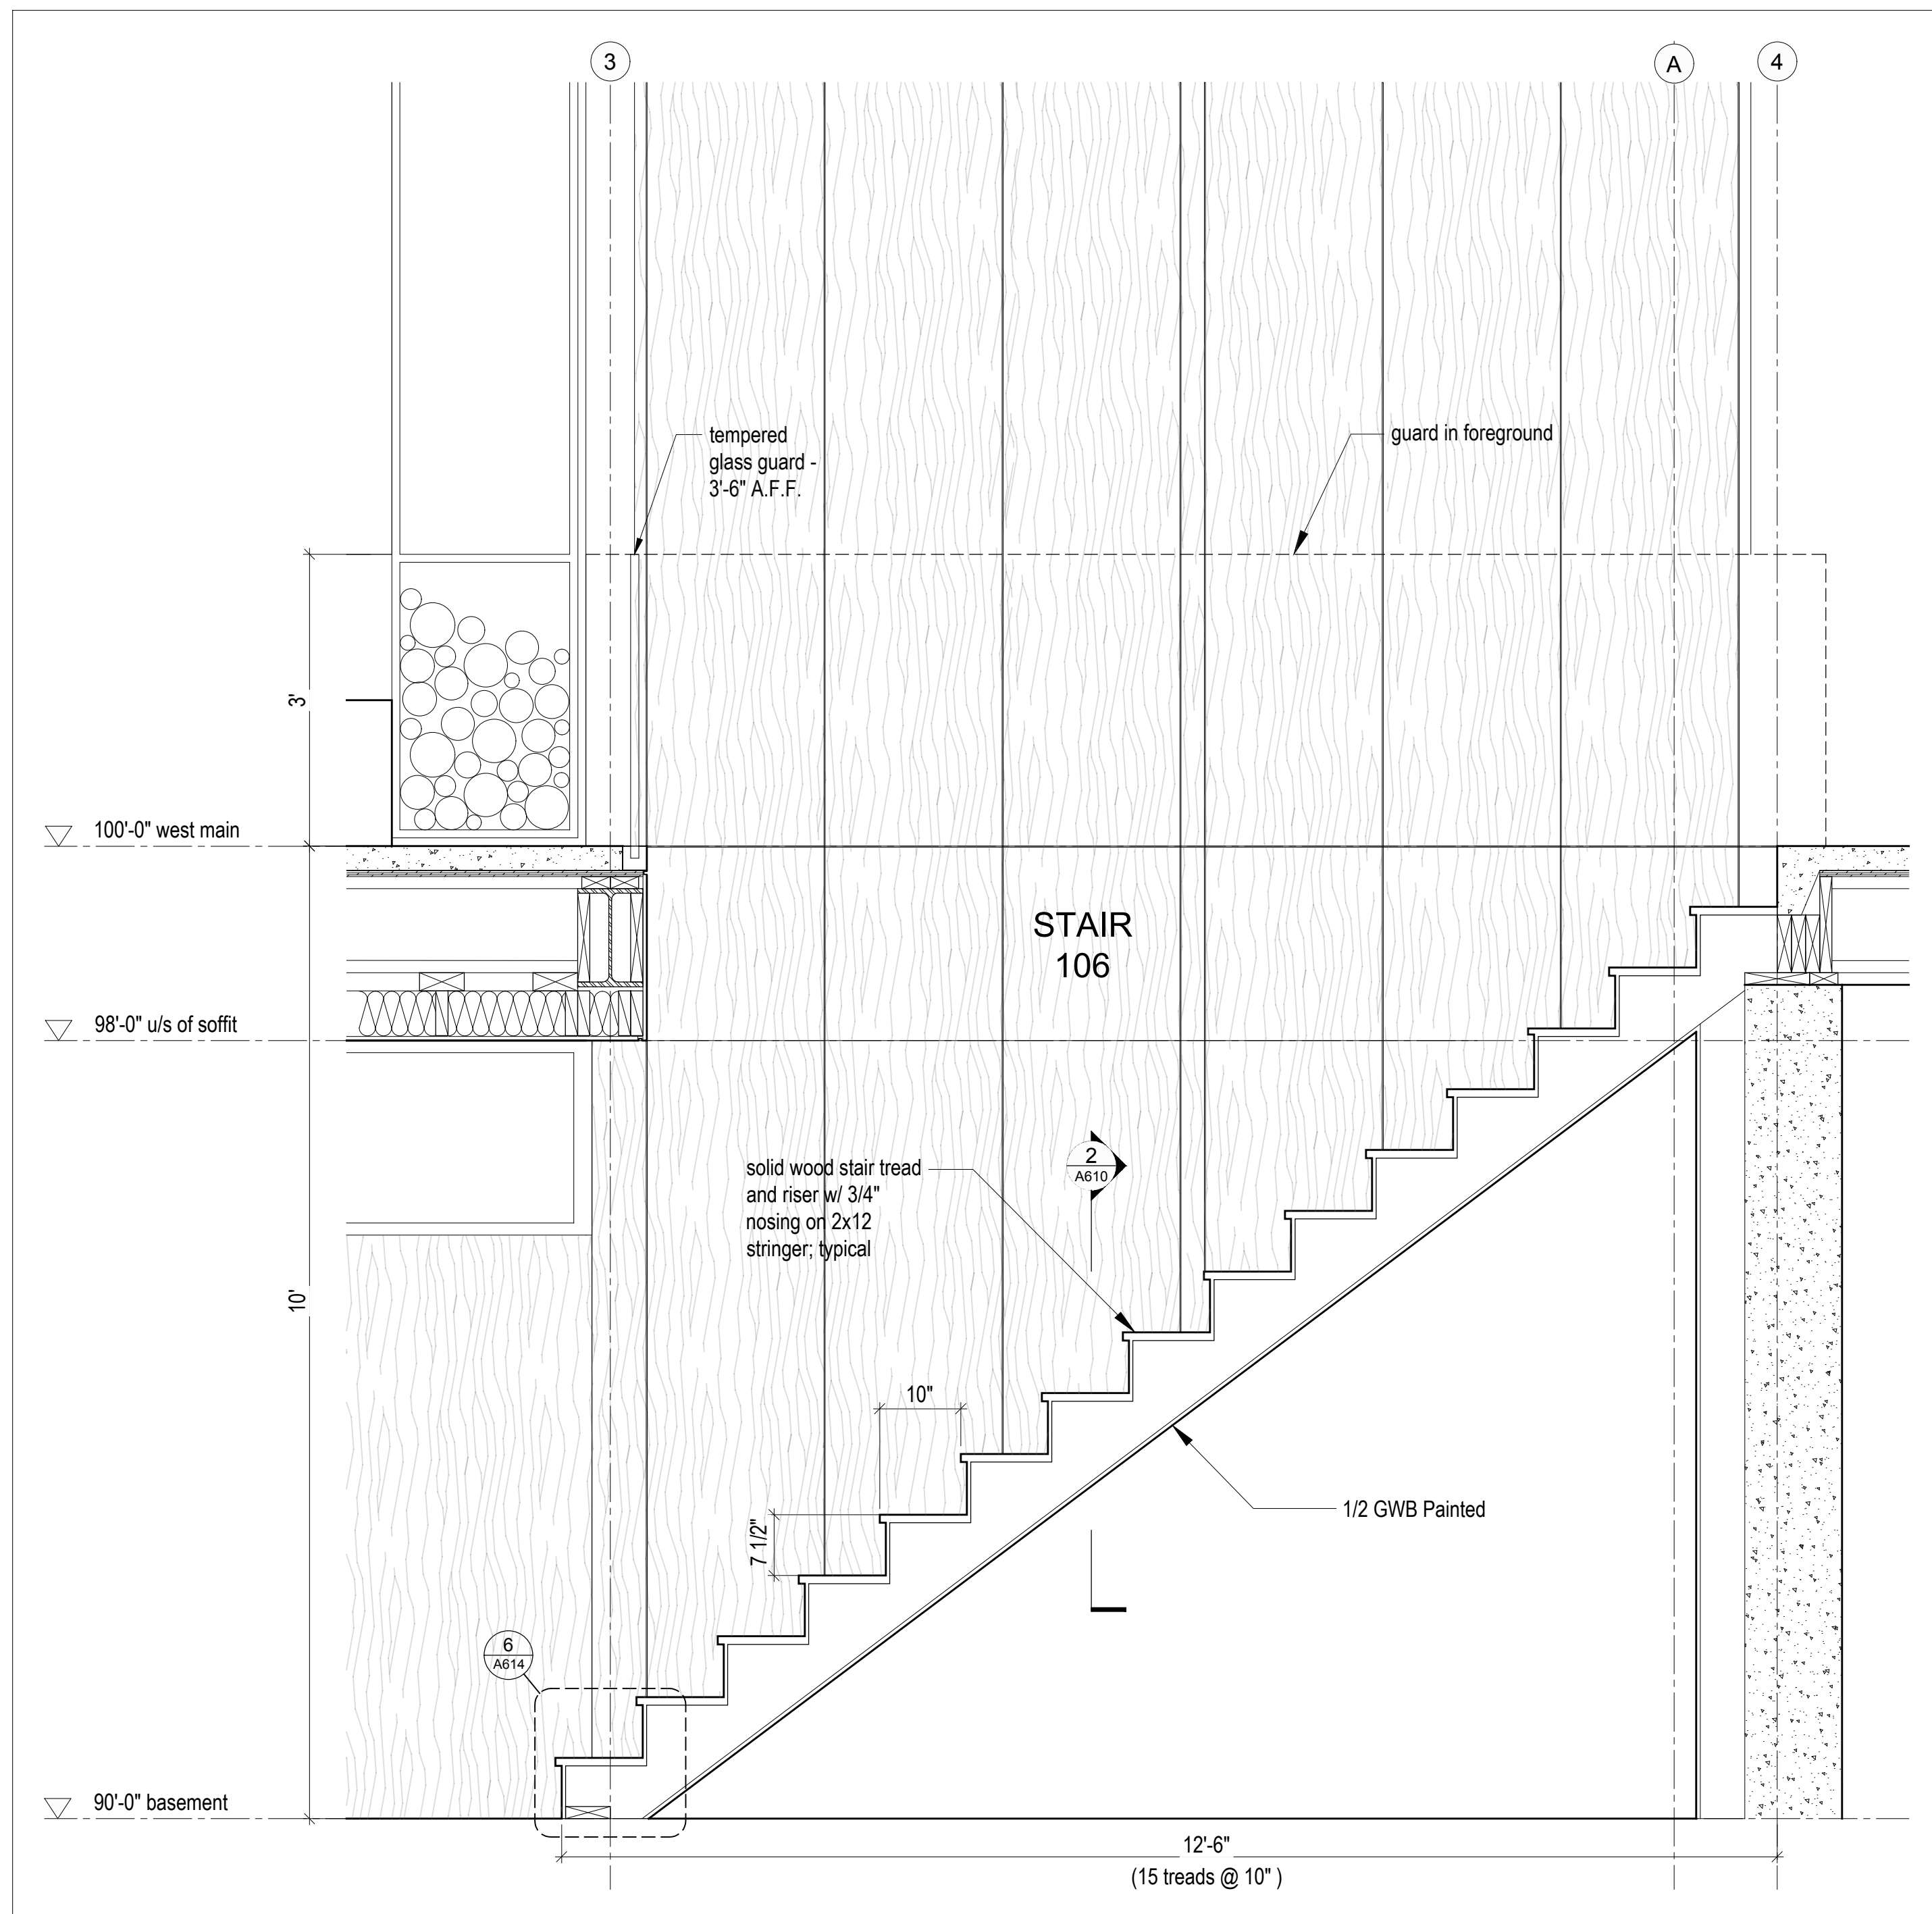 3
A
4
tempered
glass guard -
3'-6" A.F.F.
guard in foreground
3'
100'-0" west main
STAIR
106
98'-0" u/s of soffit
2
A610
solid wood stair tread
and riser w/ 3/4"
nosing on 2x12
stringer; typical
10'
10"
1/2 GWB Painted
7 1/2"
6
A614
90'-0" basement
12'-6"
(15 treads @ 10" )